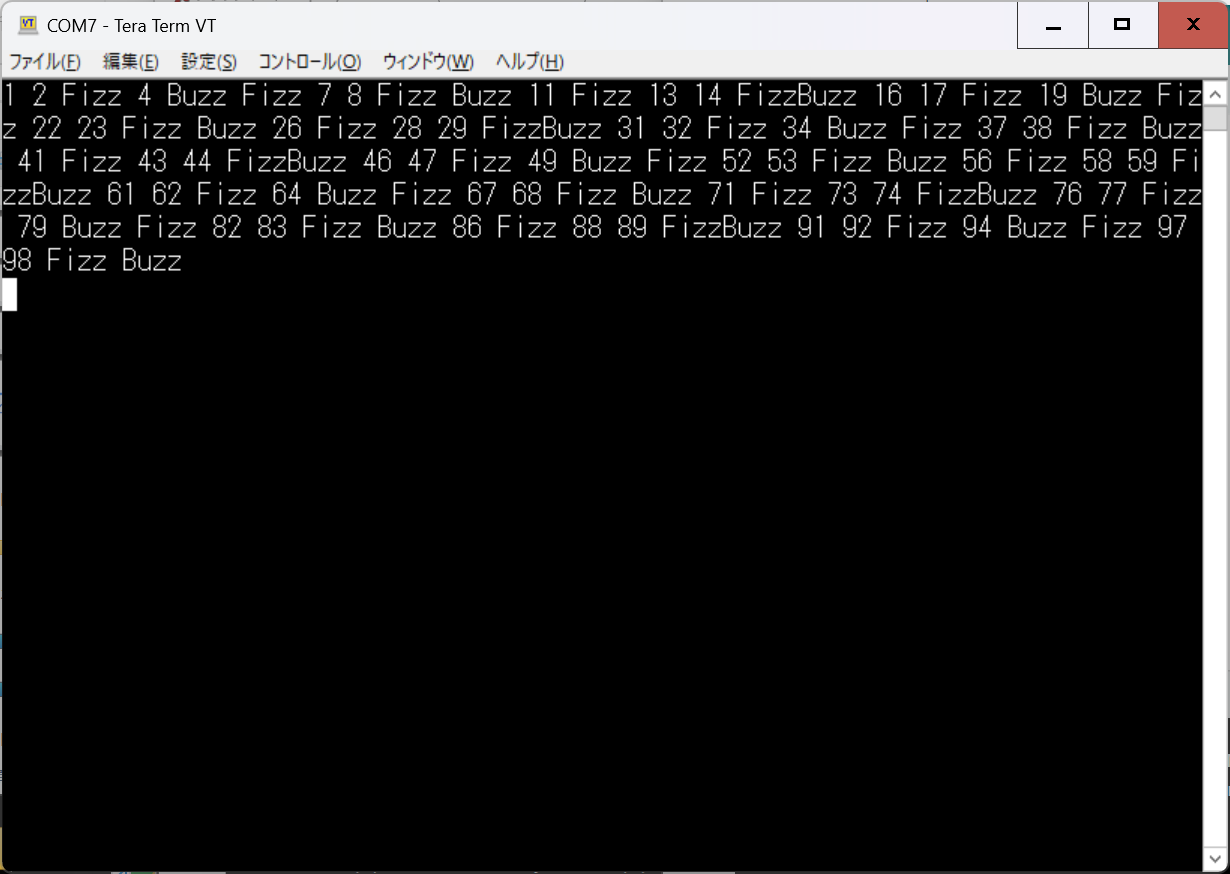 COM7 - Tera Term VT
ファイル(F) 編集(E) 設定(S) コントロール(O) ウィンドウ(W) ヘルプ(H)
1 2 Fizz 4 Buzz Fizz 7 8 Fizz Buzz 11 Fizz 13 14 FizzBuzz 16 17 Fizz 19 Buzz Fiz
z 22 23 Fizz Buzz 26 Fizz 28 29 FizzBuzz 31 32 Fizz 34 Buzz Fizz 37 38 Fizz Buzz
 41 Fizz 43 44 FizzBuzz 46 47 Fizz 49 Buzz Fizz 52 53 Fizz Buzz 56 Fizz 58 59 Fi
zzBuzz 61 62 Fizz 64 Buzz Fizz 67 68 Fizz Buzz 71 Fizz 73 74 FizzBuzz 76 77 Fizz
 79 Buzz Fizz 82 83 Fizz Buzz 86 Fizz 88 89 FizzBuzz 91 92 Fizz 94 Buzz Fizz 97
98 Fizz Buzz